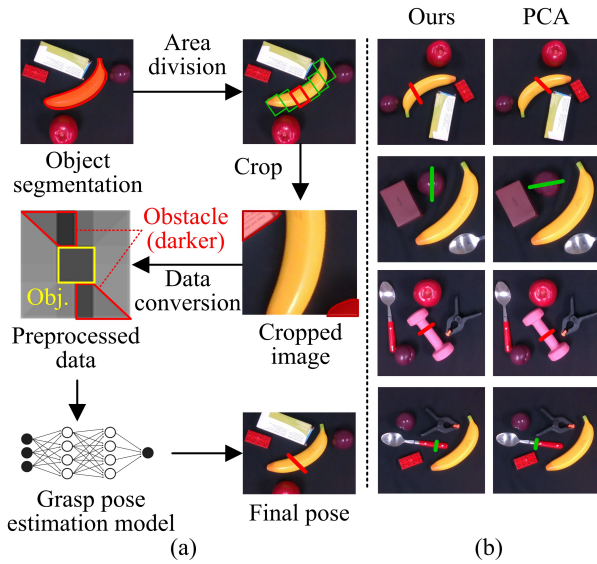 Ours
PCA
Area
division
Object
segmentation
Crop
Obstacle
(darker)
Obj.
Data
conversion
Preprocessed
data
Cropped
image
Grasp pose
estimation model
Final pose
(a)
(b)